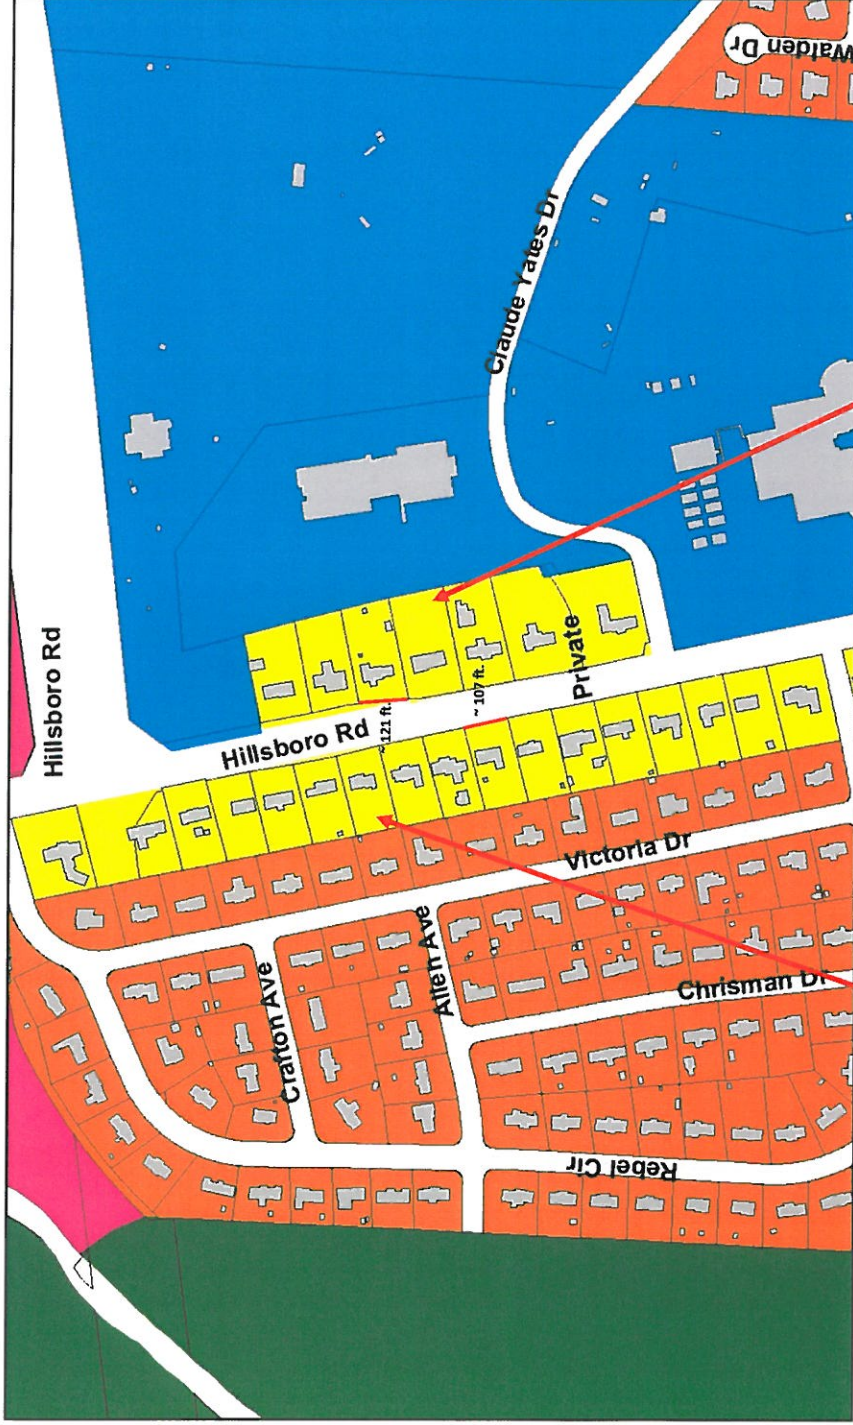 Walden Dr
Claude Yates Dr
Hillsboro Rd
Hillsboro Rd
~ 121 ft.
~ 107 ft.
Private
Victoria Dr
Allen Ave
Crafton Ave
Chrisman Dr
Rebel Cir